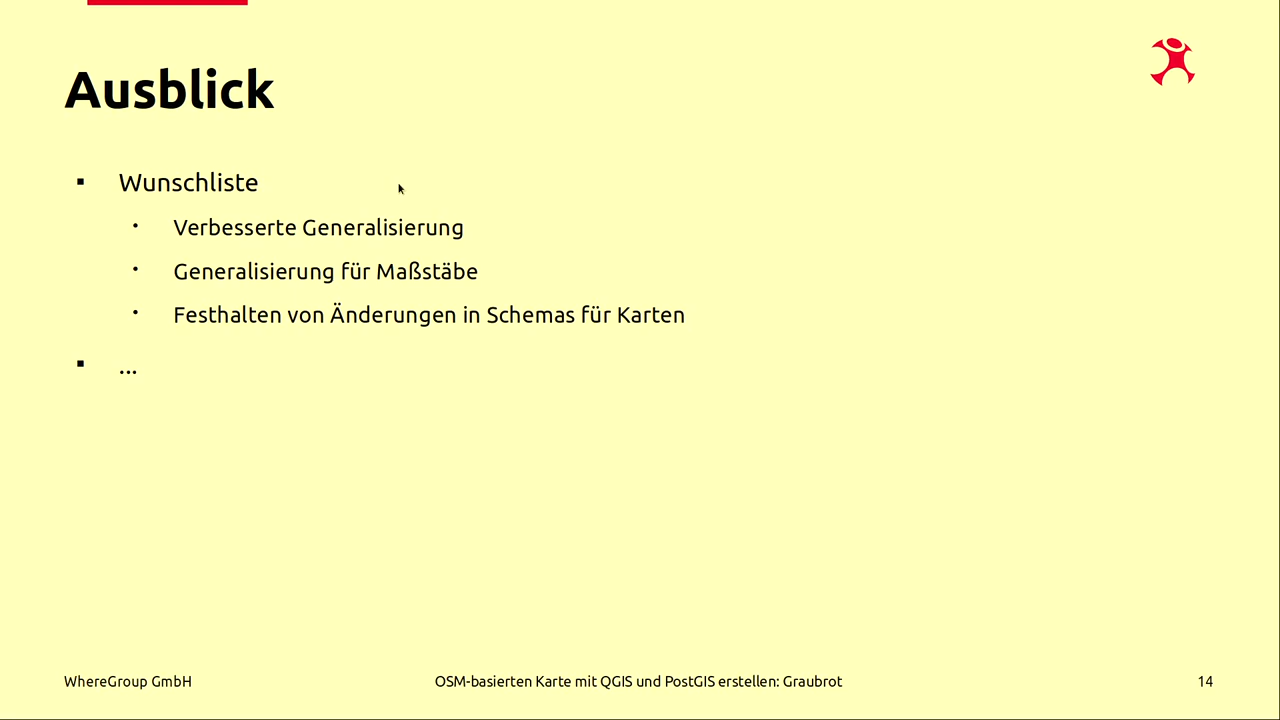 Ausblick
Wunschliste
Verbesserte Generalisierung
Generalisierung für Maßstäbe
Festhalten von Änderungen in Schemas für Karten
...
WhereGroup GmbH
OSM-basierten Karte mit QGIS und PostGIS erstellen: Graubrot
14